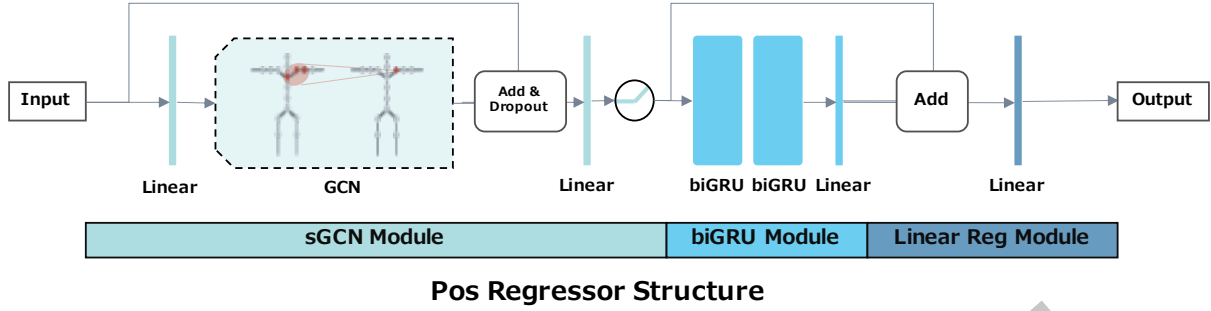 Input
Linear
GCN
Add &
Dropout
Linear
biGRU
biGRU
Linear
Add
Linear
Output
sGCN Module
biGRU Module
Linear Reg Module
Pos Regressor Structure